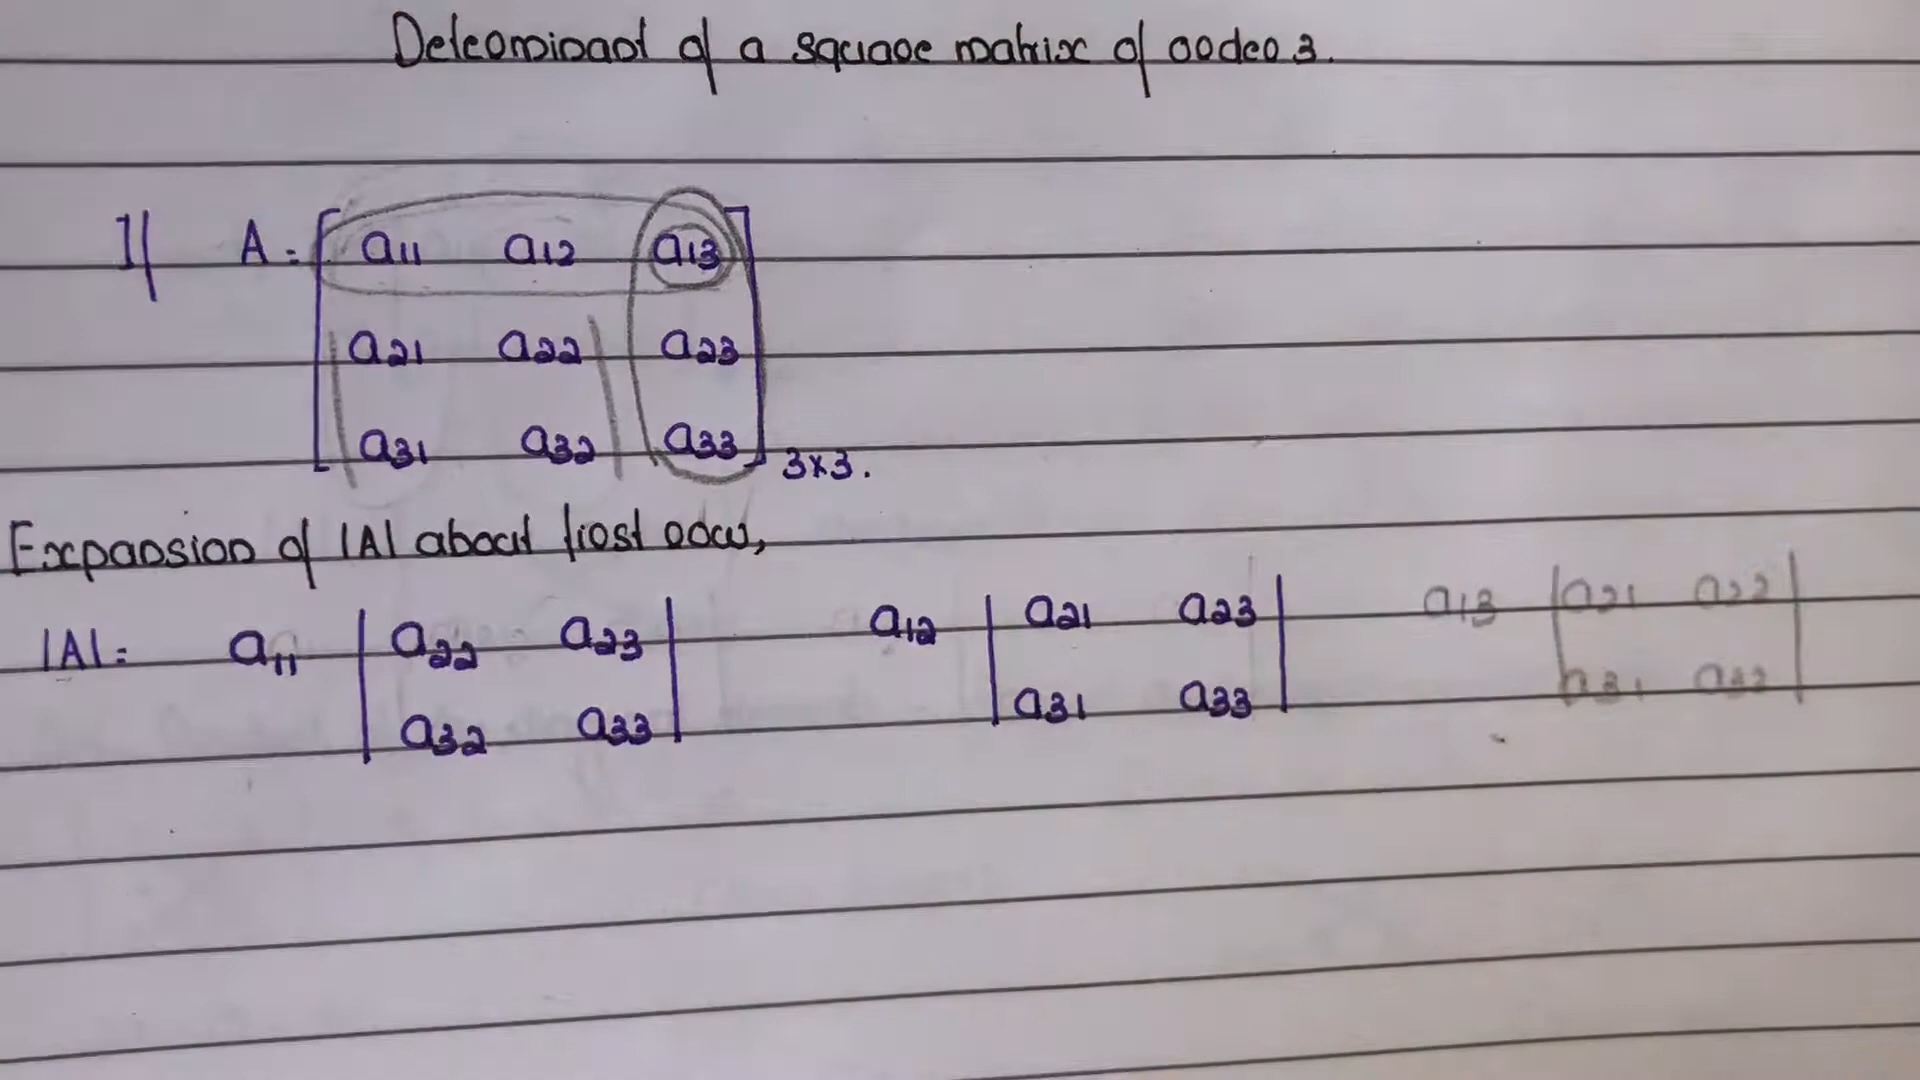 Determinant of a square matrix of order 3.
If A = [ a11 a12 a13
a21 a22 a23
a31 a32 a33 ] 3x3.
Expansion of |A| about first row,
|A| = a11 | a22 a23 | a12 | a21 a23 | a13 | a21 a22 |
| a32 a33 | | a31 a33 | | a31 a32 |